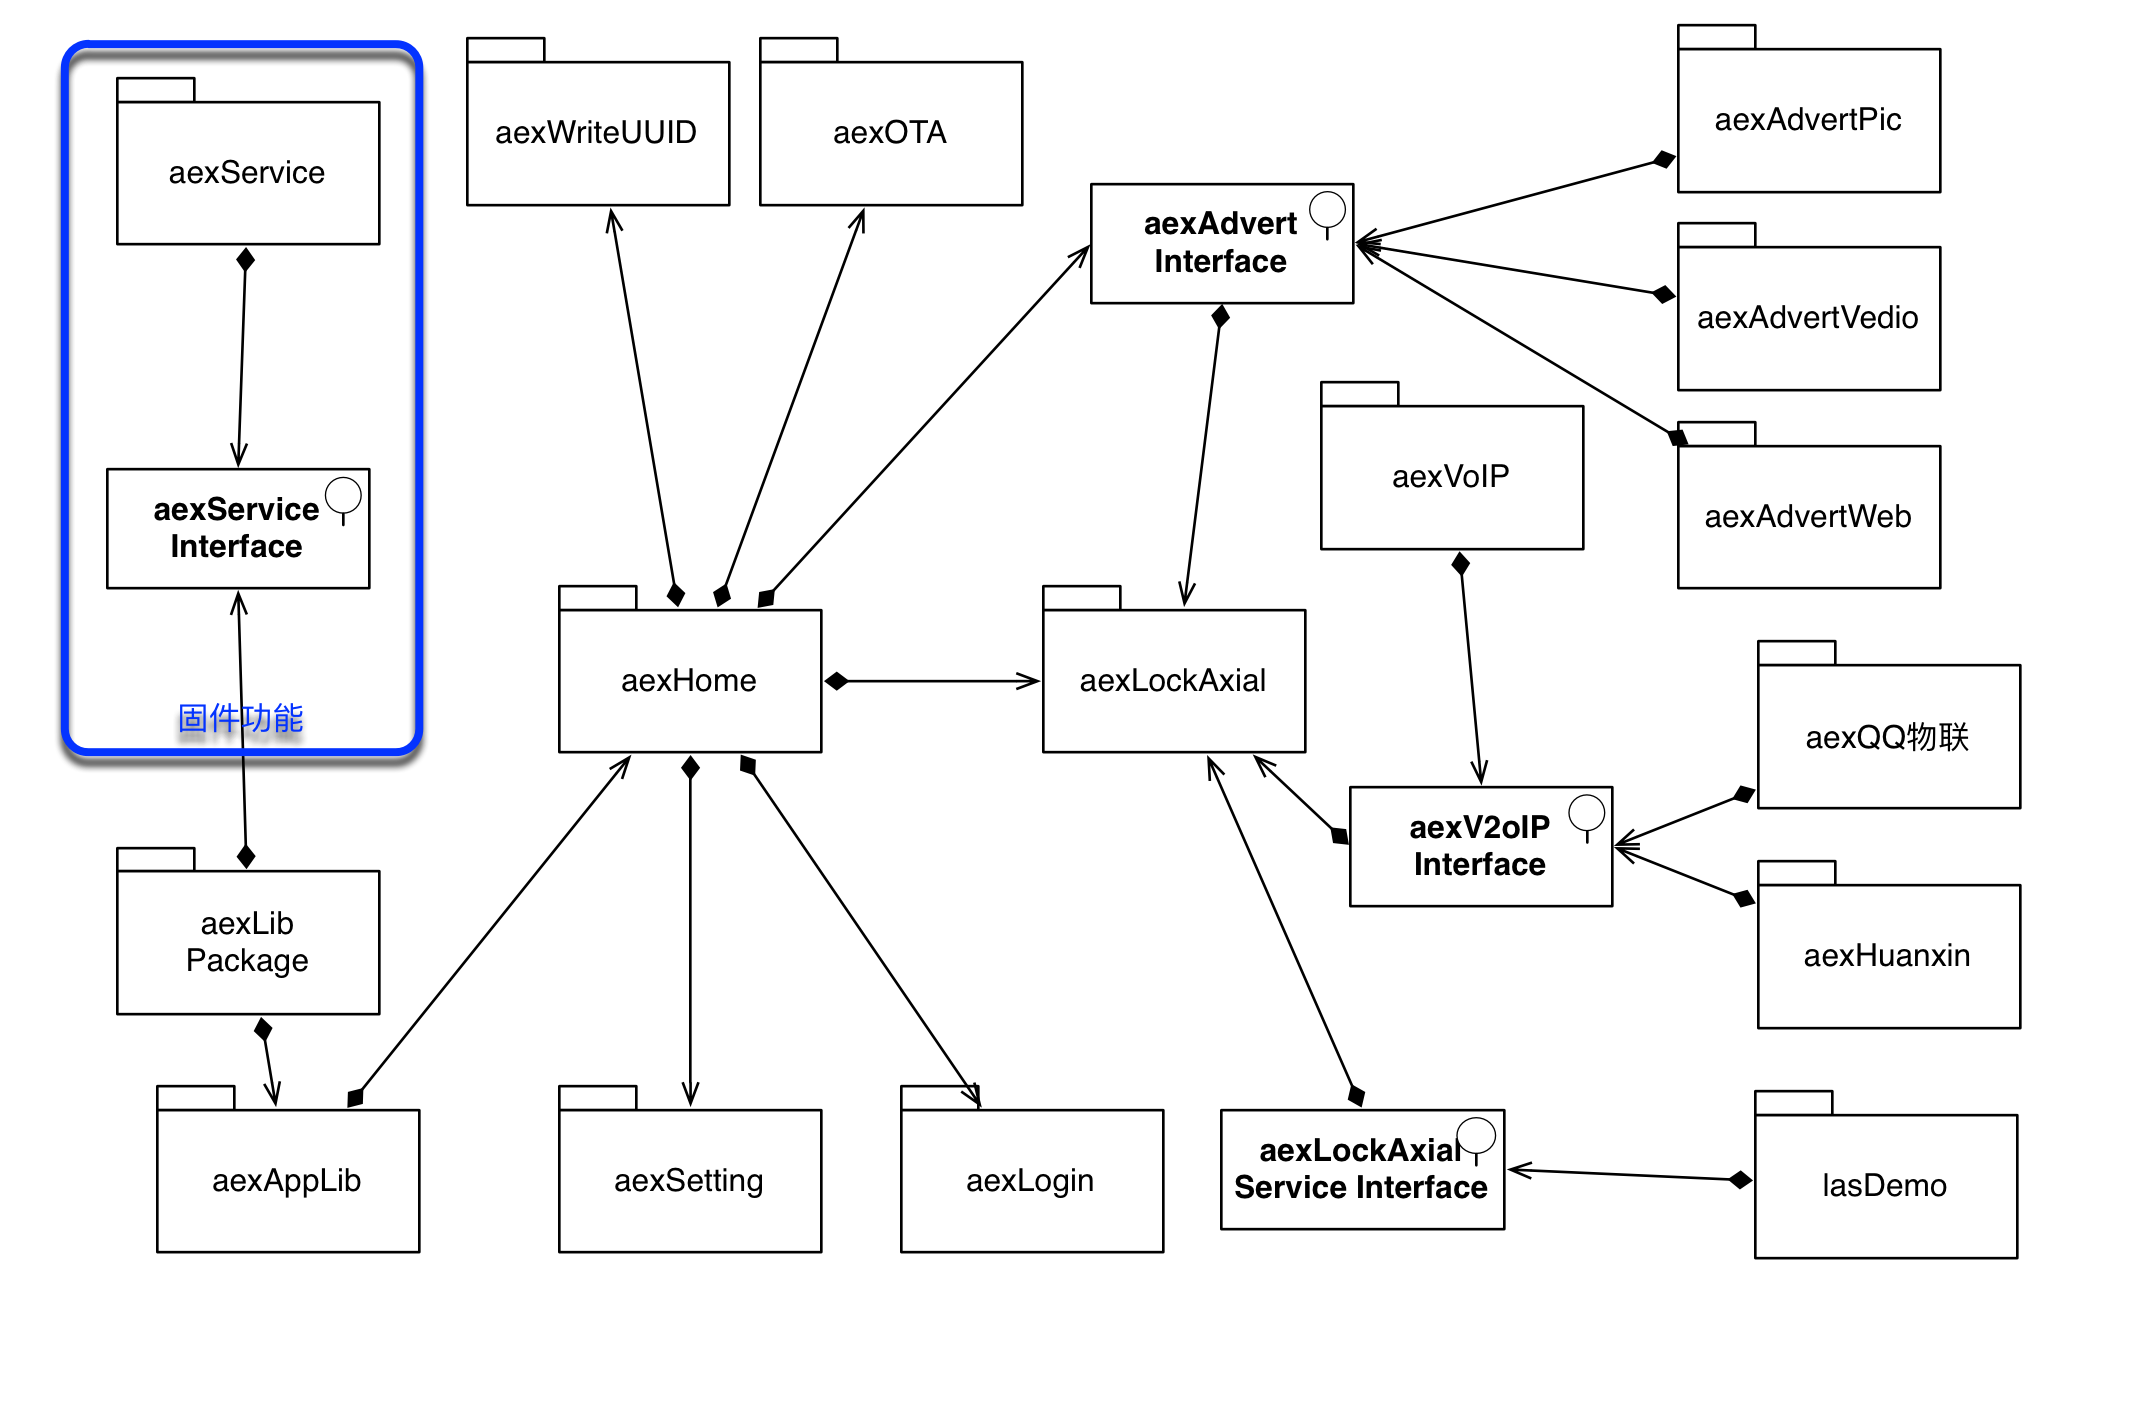 aexService
aexService
Interface
固件功能
aexLib
Package
aexAppLib
aexWriteUUID
aexOTA
aexHome
aexSetting
aexLogin
aexAdvert
Interface
aexLockAxial
aexVoIP
aexV2oIP
Interface
aexLockAxial
Service Interface
aexAdvertPic
aexAdvertVedio
aexAdvertWeb
aexQQ物联
aexHuanxin
lasDemo